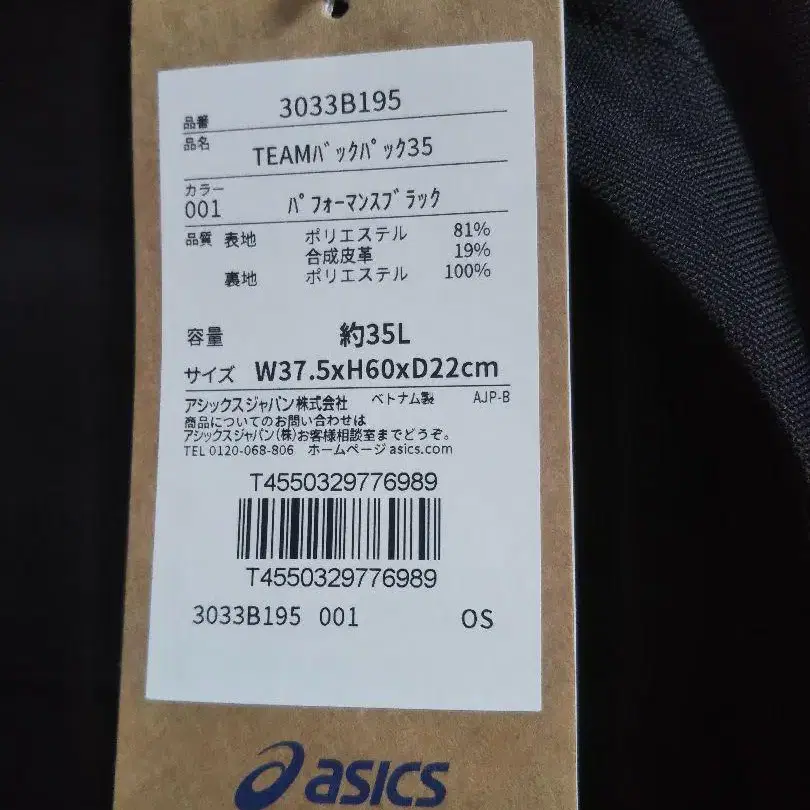 品番 3033B195
品名 TEAMﾊﾞｯｸﾊﾟｯｸ35
カラー
001 ﾊﾟﾌｫｰﾏﾝｽﾌﾞﾗｯｸ
品質 表地 ポリエステル 81%
合成皮革 19%
裏地 ポリエステル 100%
容量 約35L
サイズ W37.5xH60xD22cm
アシックスジャパン株式会社 ベトナム製 AJP-B
商品についてのお問い合わせは
アシックスジャパン(株)お客様相談室までどうぞ。
TEL 0120-068-806 ホームページ asics.com
T4550329776989
T4550329776989
3033B195 001 OS
asics